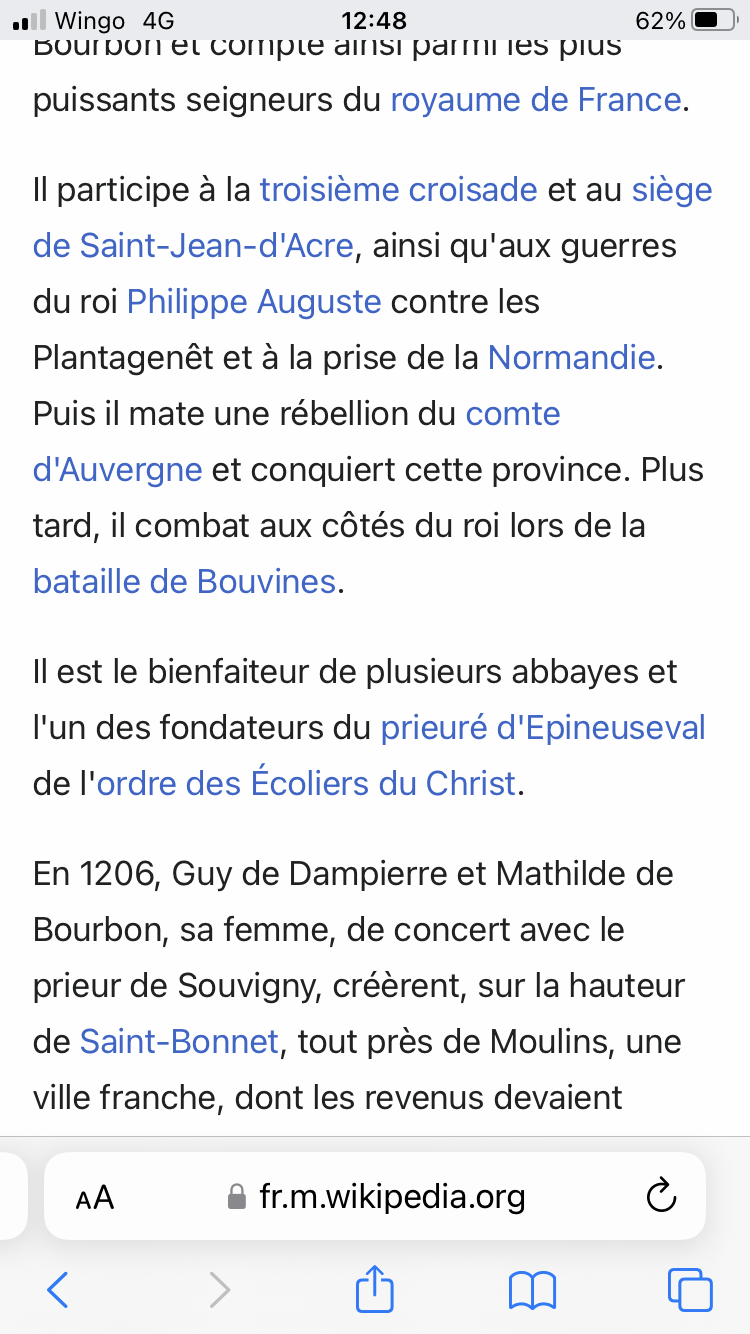 Wingo 4G 12:48 62%
Bourbon et compte ainsi parmi les plus
puissants seigneurs du royaume de France.
Il participe à la troisième croisade et au siège
de Saint-Jean-d'Acre, ainsi qu'aux guerres
du roi Philippe Auguste contre les
Plantagenêt et à la prise de la Normandie.
Puis il mate une rébellion du comte
d'Auvergne et conquiert cette province. Plus
tard, il combat aux côtés du roi lors de la
bataille de Bouvines.
Il est le bienfaiteur de plusieurs abbayes et
l'un des fondateurs du prieuré d'Epineuseval
de l'ordre des Écoliers du Christ.
En 1206, Guy de Dampierre et Mathilde de
Bourbon, sa femme, de concert avec le
prieur de Souvigny, créèrent, sur la hauteur
de Saint-Bonnet, tout près de Moulins, une
ville franche, dont les revenus devaient
AA fr.m.wikipedia.org